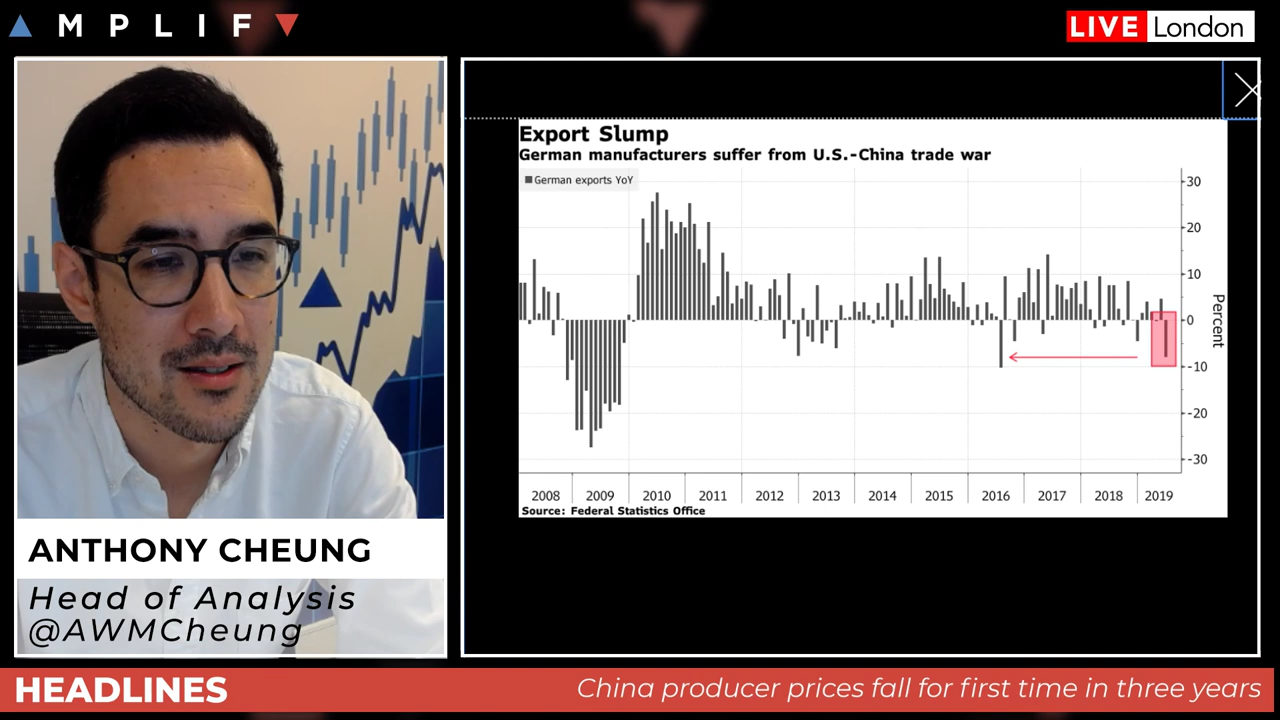 MPLIF
LIVE London
Export Slump
German manufacturers suffer from U.S.-China trade war
German exports YoY
30
20
10
0
-10
-20
-30
Percent
2008 2009 2010 2011 2012 2013 2014 2015 2016 2017 2018 2019
Source: Federal Statistics Office
ANTHONY CHEUNG
Head of Analysis
@AWMCheung
HEADLINES China producer prices fall for first time in three years